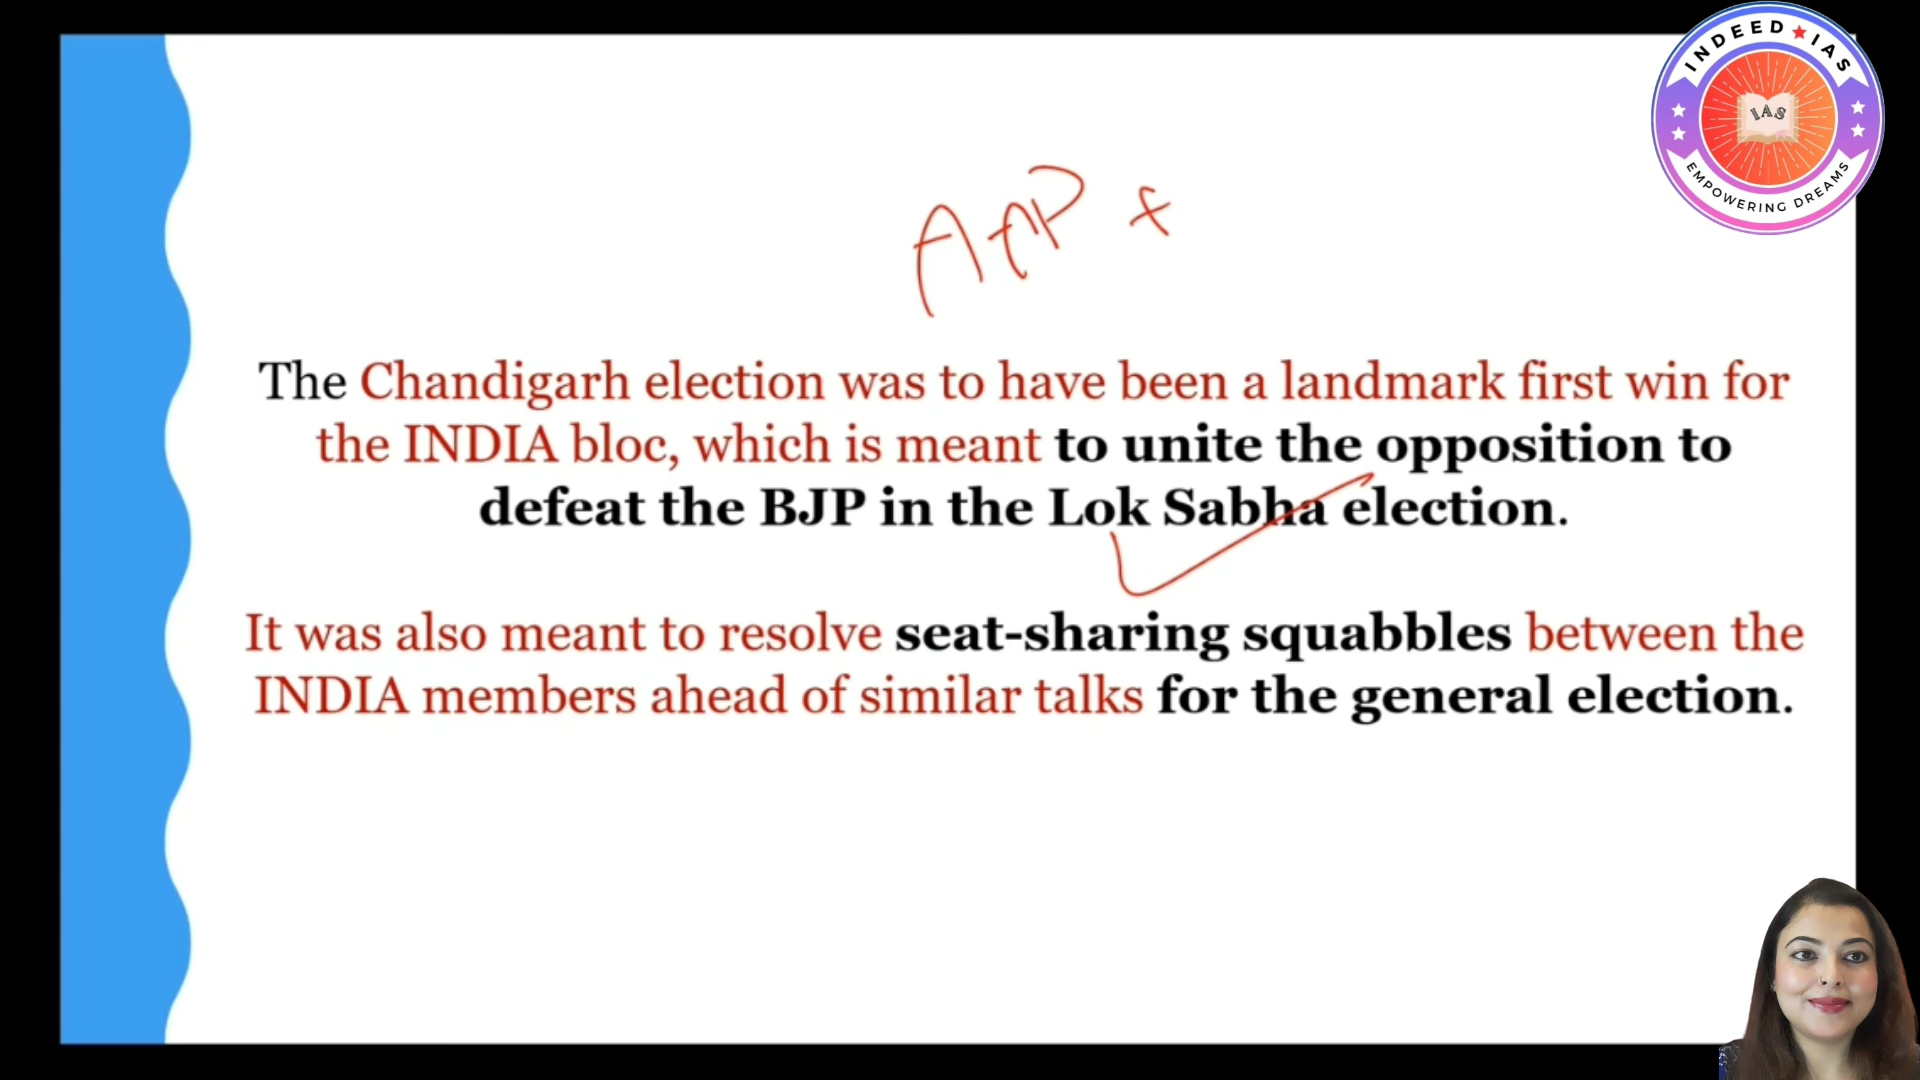 INDEED IAS
IAS
EMPOWERING DREAMS
AAP +
The Chandigarh election was to have been a landmark first win for
the INDIA bloc, which is meant to unite the opposition to
defeat the BJP in the Lok Sabha election.
It was also meant to resolve seat-sharing squabbles between the
INDIA members ahead of similar talks for the general election.